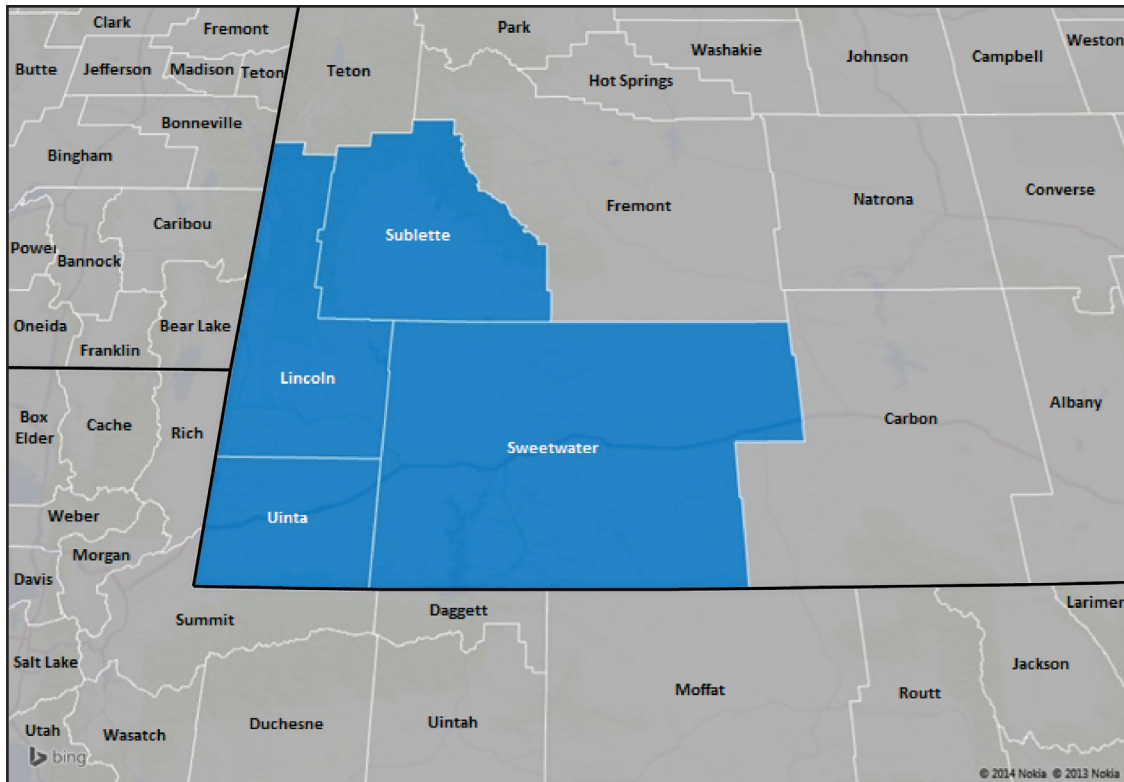 Clark
Fremont
Park
Washakie
Johnson
Campbell
Weston
Butte
Jefferson
Madison
Teton
Teton
Hot Springs
Bonneville
Bingham
Converse
Natrona
Fremont
Caribou
Sublette
Power
Bannock
Oneida
Bear Lake
Franklin
Lincoln
Box
Elder
Cache
Rich
Carbon
Albany
Sweetwater
Weber
Uinta
Morgan
Davis
Summit
Daggett
Larimer
Salt Lake
Jackson
Moffat
Routt
Utah
Wasatch
Duchesne
Uintah
bing
© 2014 Nokia © 2013 Nokia